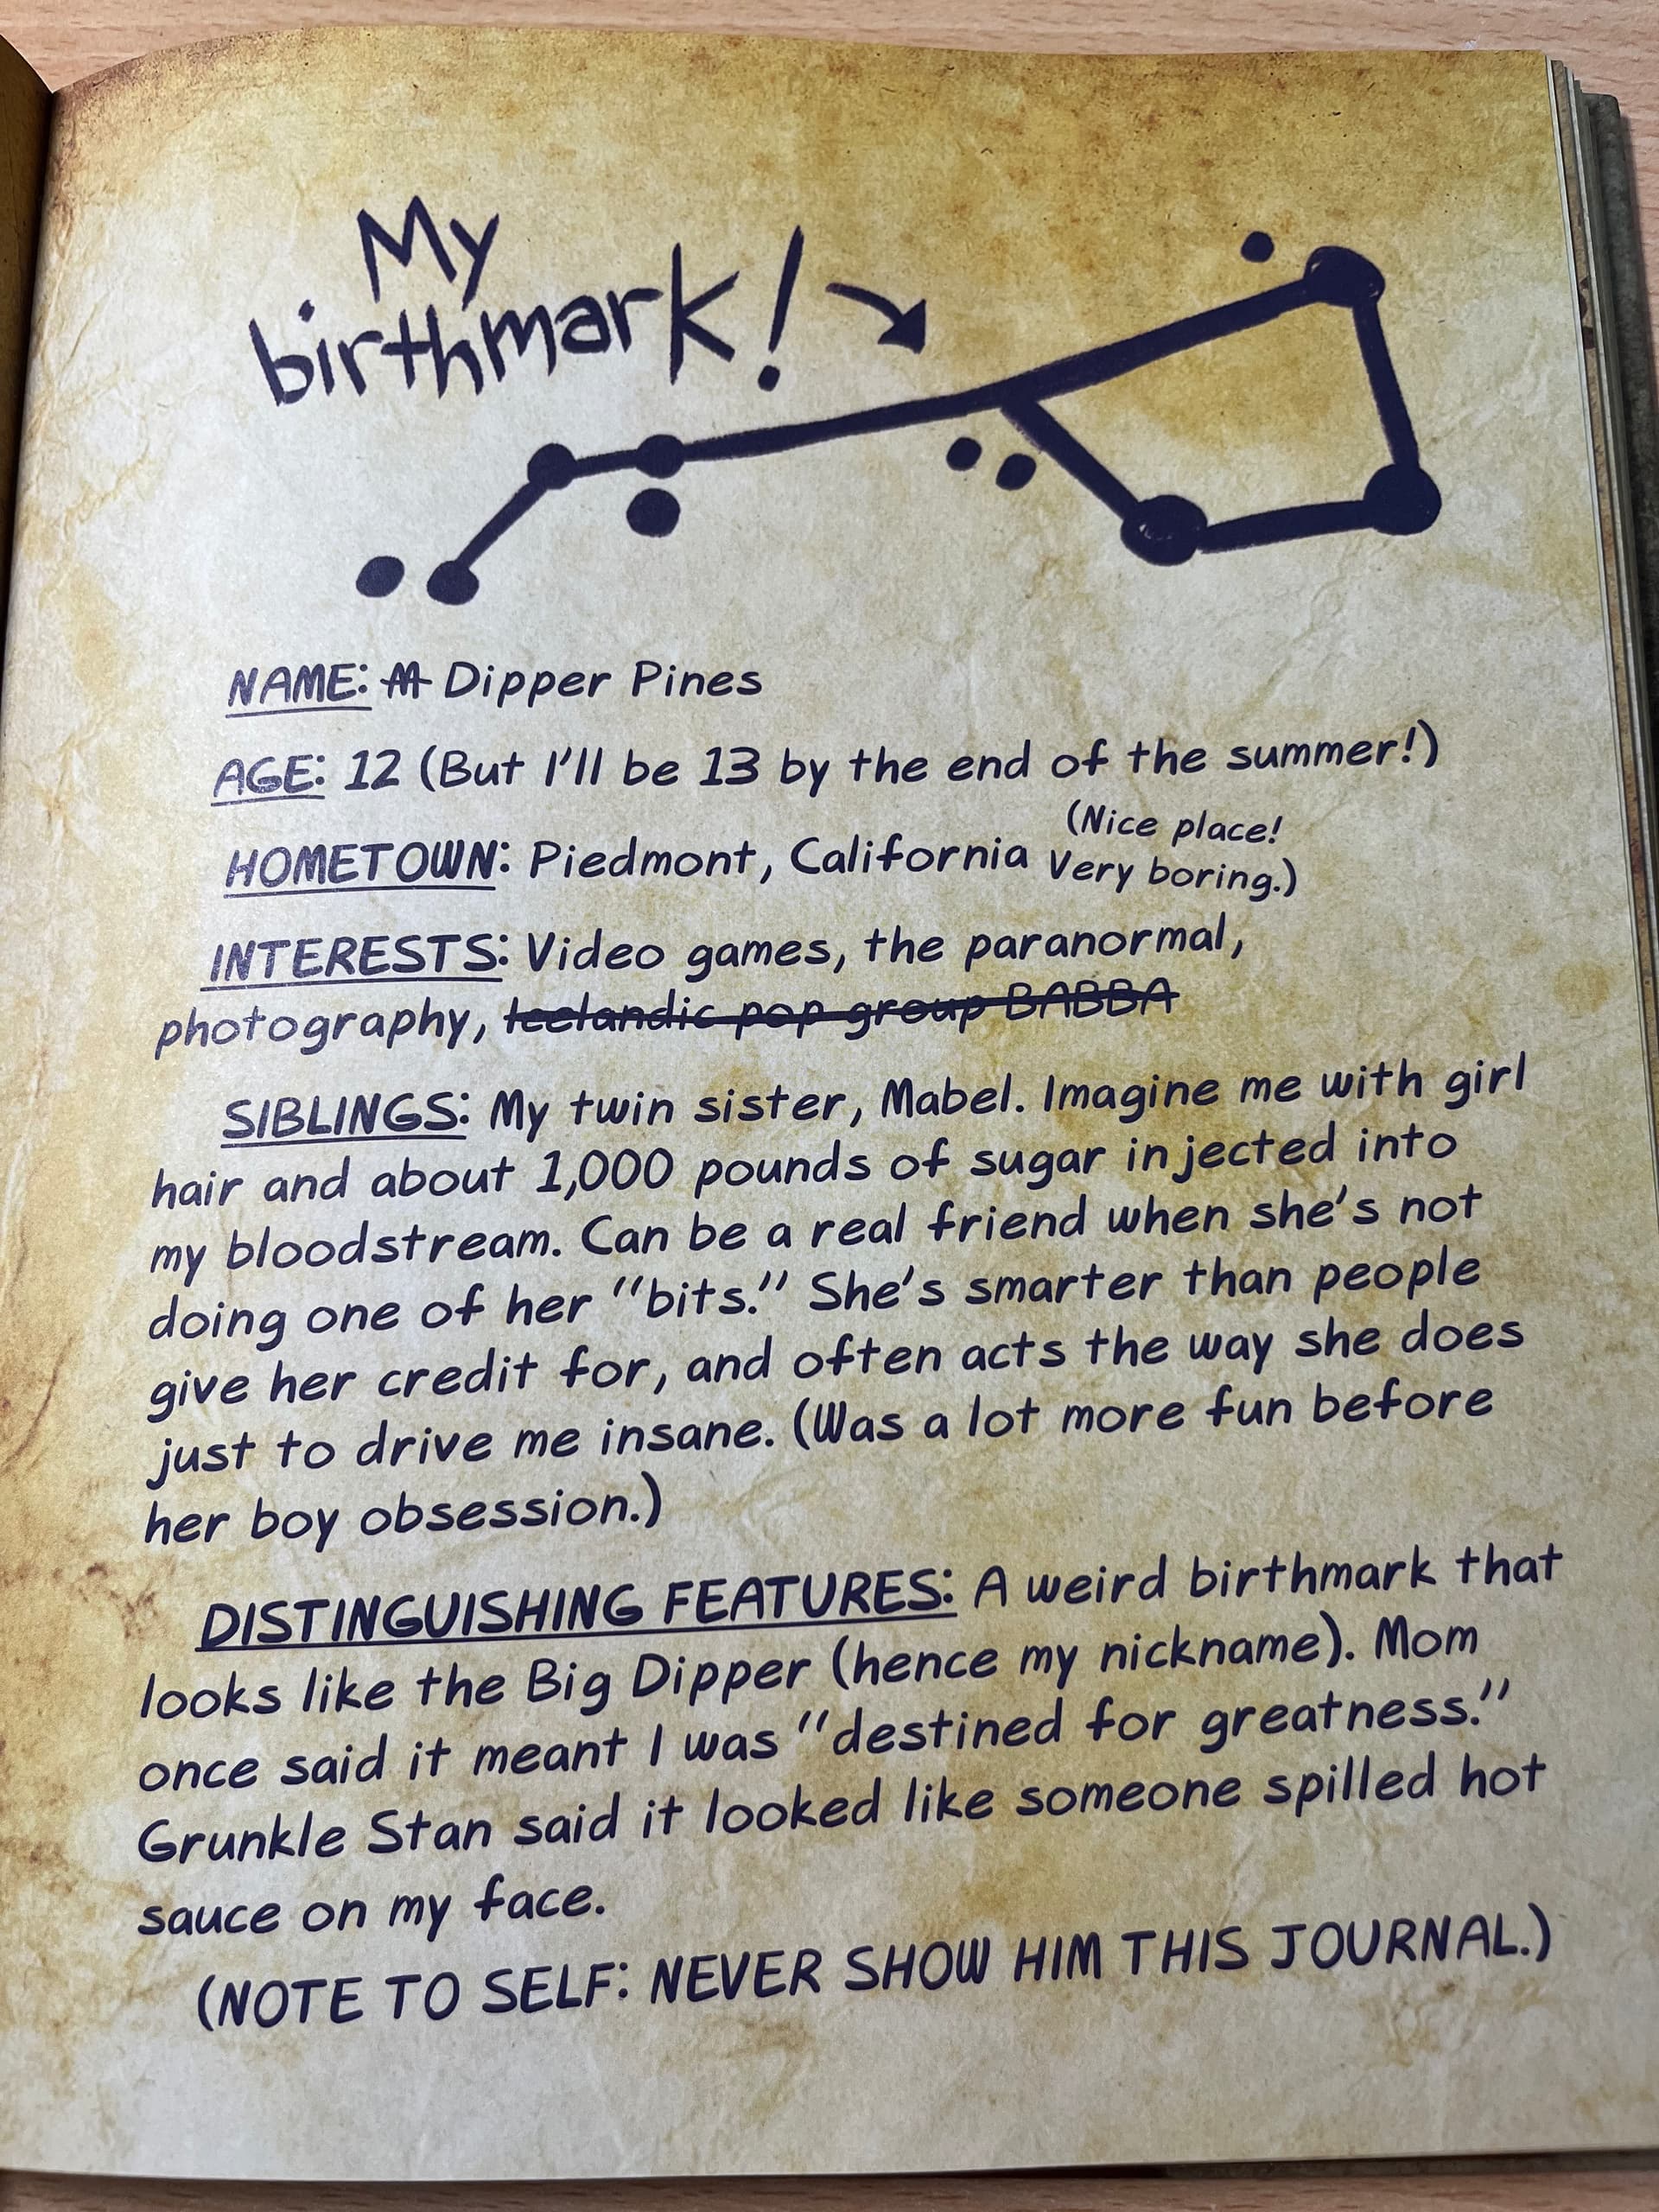 My
birthmark!
NAME: M Dipper Pines
AGE: 12 (But I'll be 13 by the end of the summer!)
HOMETOWN: Piedmont, California (Nice place!
Very boring.)
INTERESTS: Video games, the paranormal,
photography, Icelandic pop group BABBA
SIBLINGS: My twin sister, Mabel. Imagine me with girl
hair and about 1,000 pounds of sugar injected into
my bloodstream. Can be a real friend when she's not
doing one of her "bits." She's smarter than people
give her credit for, and often acts the way she does
just to drive me insane. (Was a lot more fun before
her boy obsession.)
DISTINGUISHING FEATURES: A weird birthmark that
looks like the Big Dipper (hence my nickname). Mom
once said it meant I was "destined for greatness."
Grunkle Stan said it looked like someone spilled hot
sauce on my face.
(NOTE TO SELF: NEVER SHOW HIM THIS JOURNAL.)